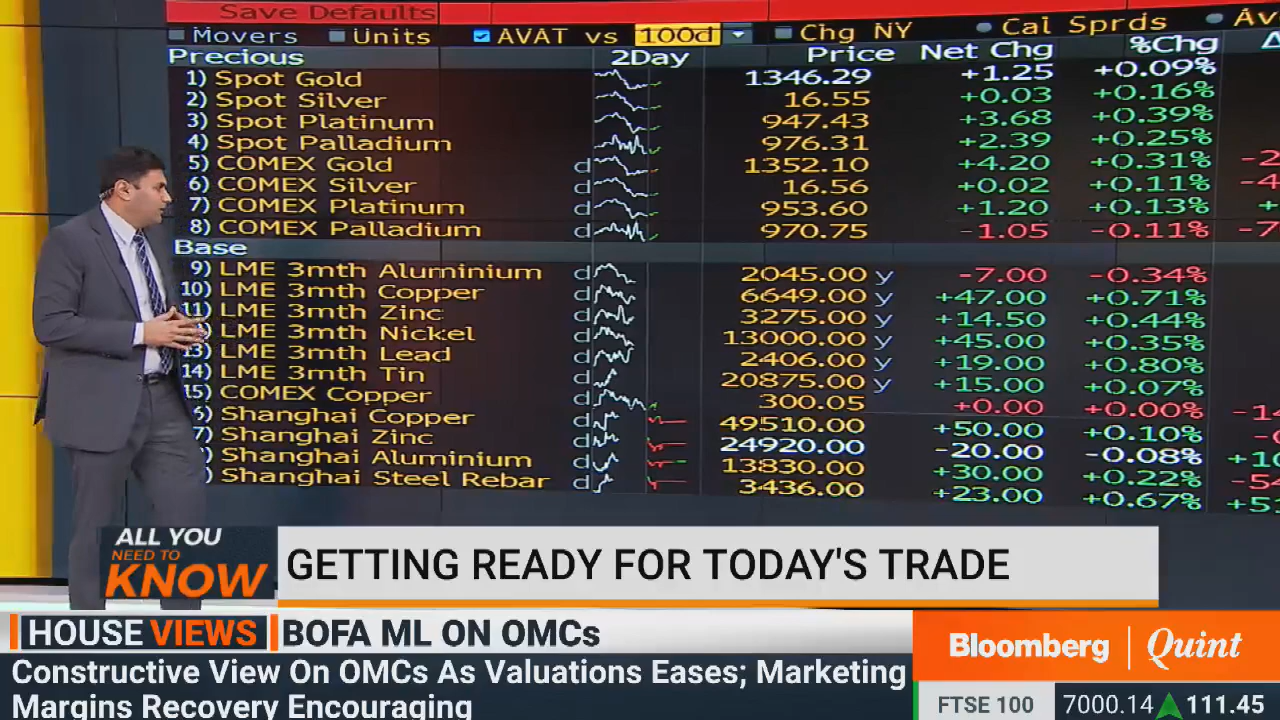 Save Defaults
Movers Units AVAT vs 100d Chg NY Cal Sprds Av
Precious 2Day Price Net Chg %Chg
1) Spot Gold 1346.29 +1.25 +0.09%
2) Spot Silver 16.55 +0.03 +0.16%
3) Spot Platinum 947.43 +3.68 +0.39%
4) Spot Palladium 976.31 +2.39 +0.25%
5) COMEX Gold d 1352.10 +4.20 +0.31% -2
6) COMEX Silver d 16.56 +0.02 +0.11% -4
7) COMEX Platinum d 953.60 +1.20 +0.13% +
8) COMEX Palladium d 970.75 -1.05 -0.11% -7
Base
9) LME 3mth Aluminium d 2045.00 y -7.00 -0.34%
10) LME 3mth Copper d 6649.00 y +47.00 +0.71%
11) LME 3mth Zinc d 3275.00 y +14.50 +0.44%
) LME 3mth Nickel d 13000.00 y +45.00 +0.35%
13) LME 3mth Lead d 2406.00 y +19.00 +0.80%
14) LME 3mth Tin d 20875.00 y +15.00 +0.07%
15) COMEX Copper d 300.05 +0.00 +0.00% -1
6) Shanghai Copper d 49510.00 +50.00 +0.10%
7) Shanghai Zinc d 24920.00 -20.00 -0.08% +10
) Shanghai Aluminium d 13830.00 +30.00 +0.22% -54
) Shanghai Steel Rebar d 3436.00 +23.00 +0.67% +51
ALL YOU
NEED TO
KNOW
GETTING READY FOR TODAY'S TRADE
HOUSE VIEWS BOFA ML ON OMCs
Constructive View On OMCs As Valuations Eases; Marketing
Margins Recovery Encouraging
Bloomberg | Quint
FTSE 100 7000.14 111.45